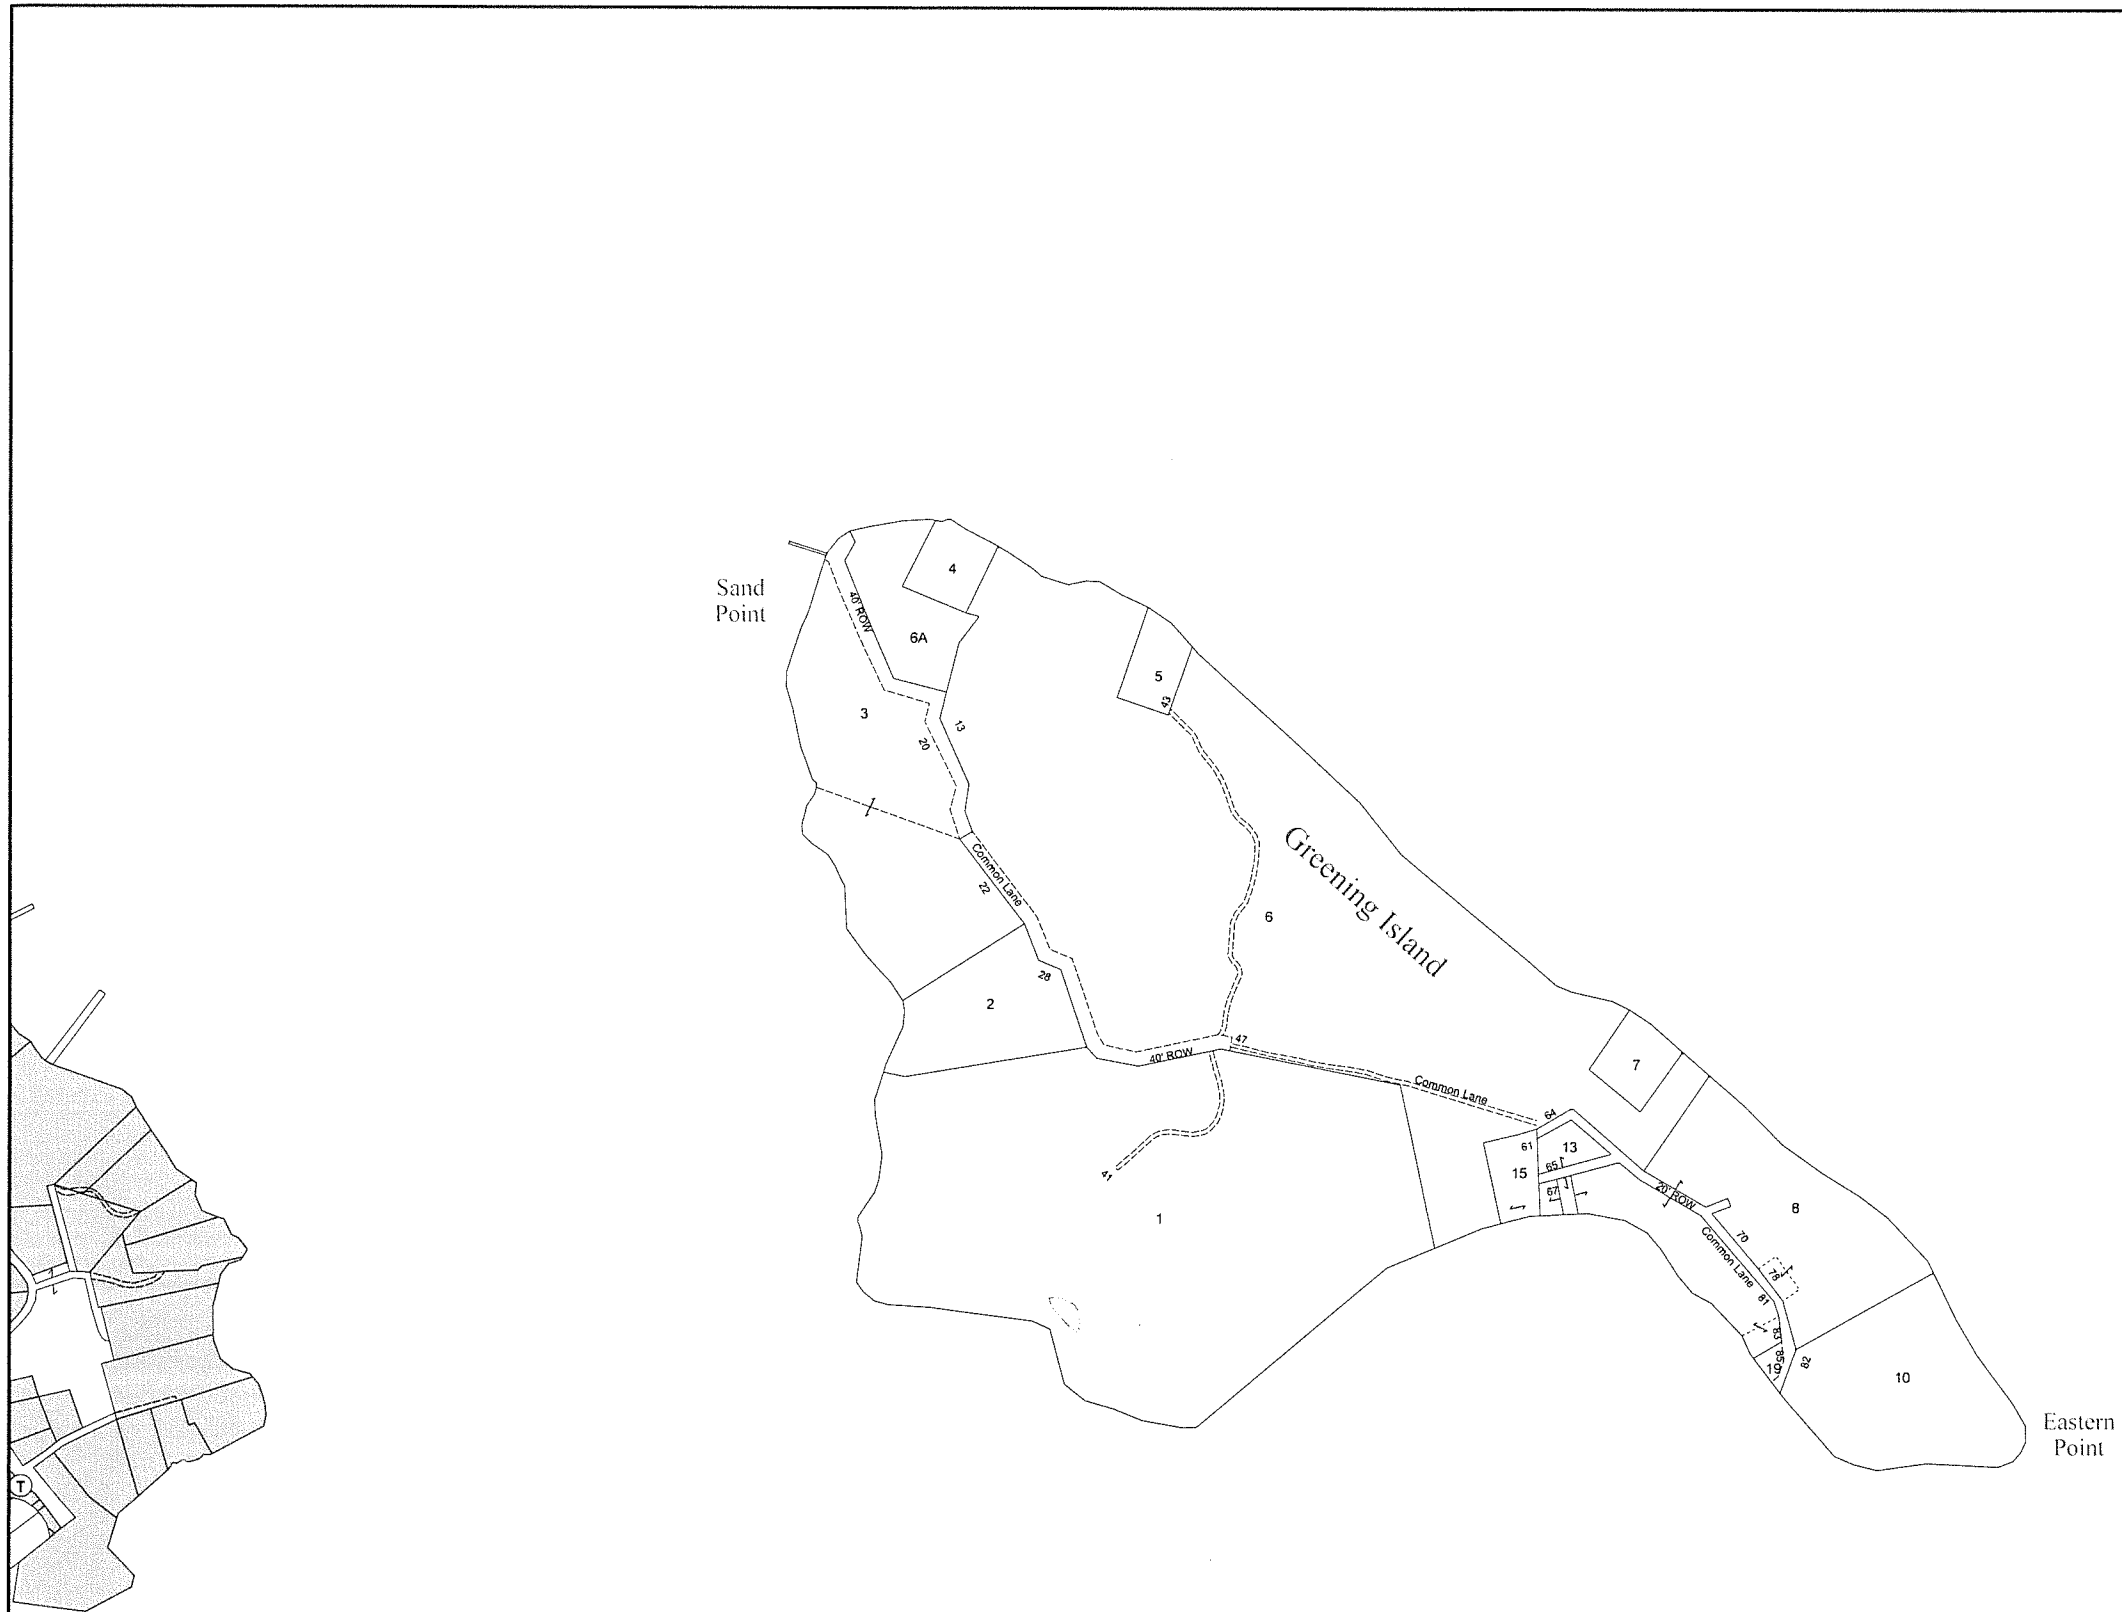 4
Sand
Point
40' ROW
6A
5
43
3
13
20
Common Lane
22
Greening Island
6
28
2
47
40' ROW
7
Common Lane
64
61
13
15
65
67
41
1
20' ROW
8
70
Common Lane
78
81
83
85
19
82
10
Eastern
Point
T